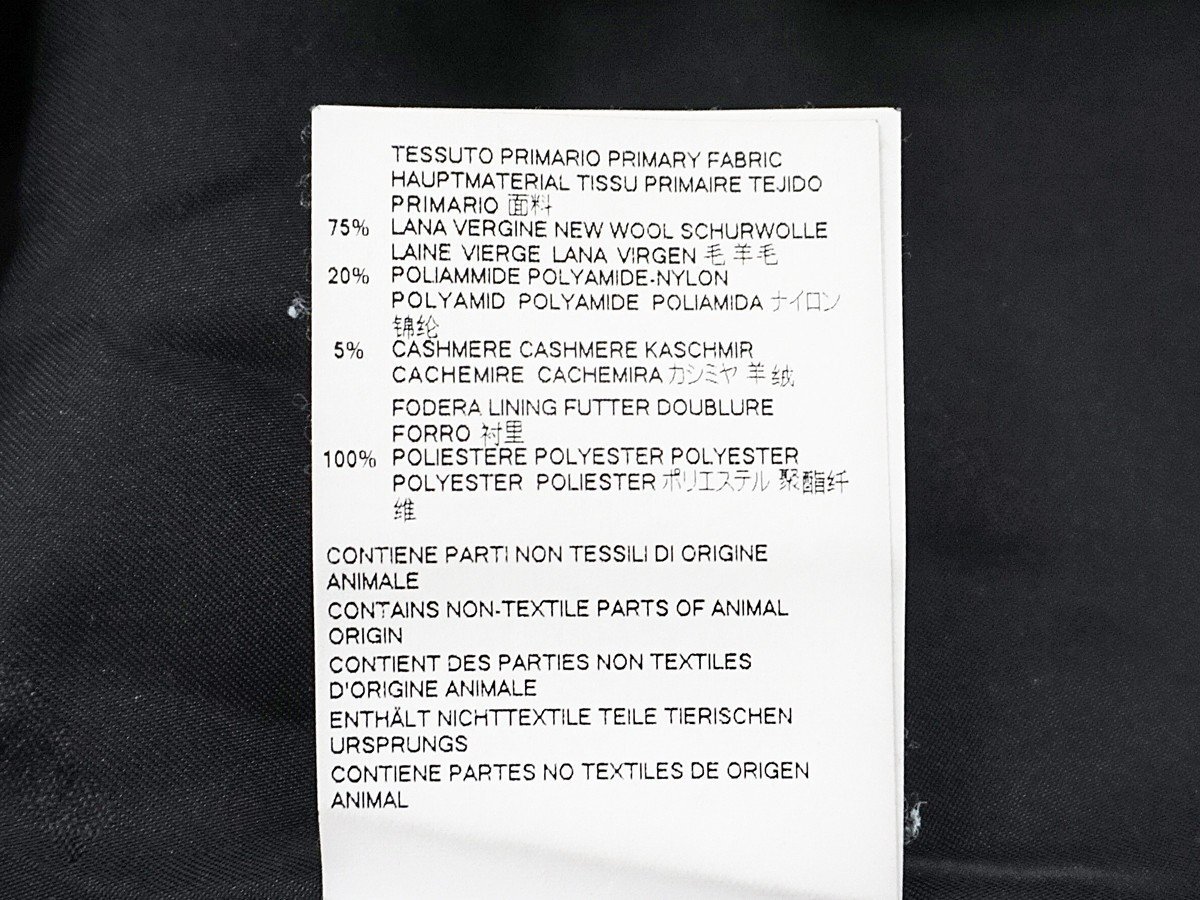 TESSUTO PRIMARIO PRIMARY FABRIC
HAUPTMATERIAL TISSU PRIMAIRE TEJIDO
PRIMARIO 面料
75% LANA VERGINE NEW WOOL SCHURWOLLE
LAINE VIERGE LANA VIRGEN 毛 羊毛
20% POLIAMMIDE POLYAMIDE-NYLON
POLYAMID POLYAMIDE POLIAMIDA ナイロン
锦纶
5% CASHMERE CASHMERE KASCHMIR
CACHEMIRE CACHEMIRA カシミヤ 羊绒
FODERA LINING FUTTER DOUBLURE
FORRO 衬里
100% POLIESTERE POLYESTER POLYESTER
POLYESTER POLIESTER ポリエステル 聚酯纤
维
CONTIENE PARTI NON TESSILI DI ORIGINE
ANIMALE
CONTAINS NON-TEXTILE PARTS OF ANIMAL
ORIGIN
CONTIENT DES PARTIES NON TEXTILES
D'ORIGINE ANIMALE
ENTHÄLT NICHTTEXTILE TEILE TIERISCHEN
URSPRUNGS
CONTIENE PARTES NO TEXTILES DE ORIGEN
ANIMAL